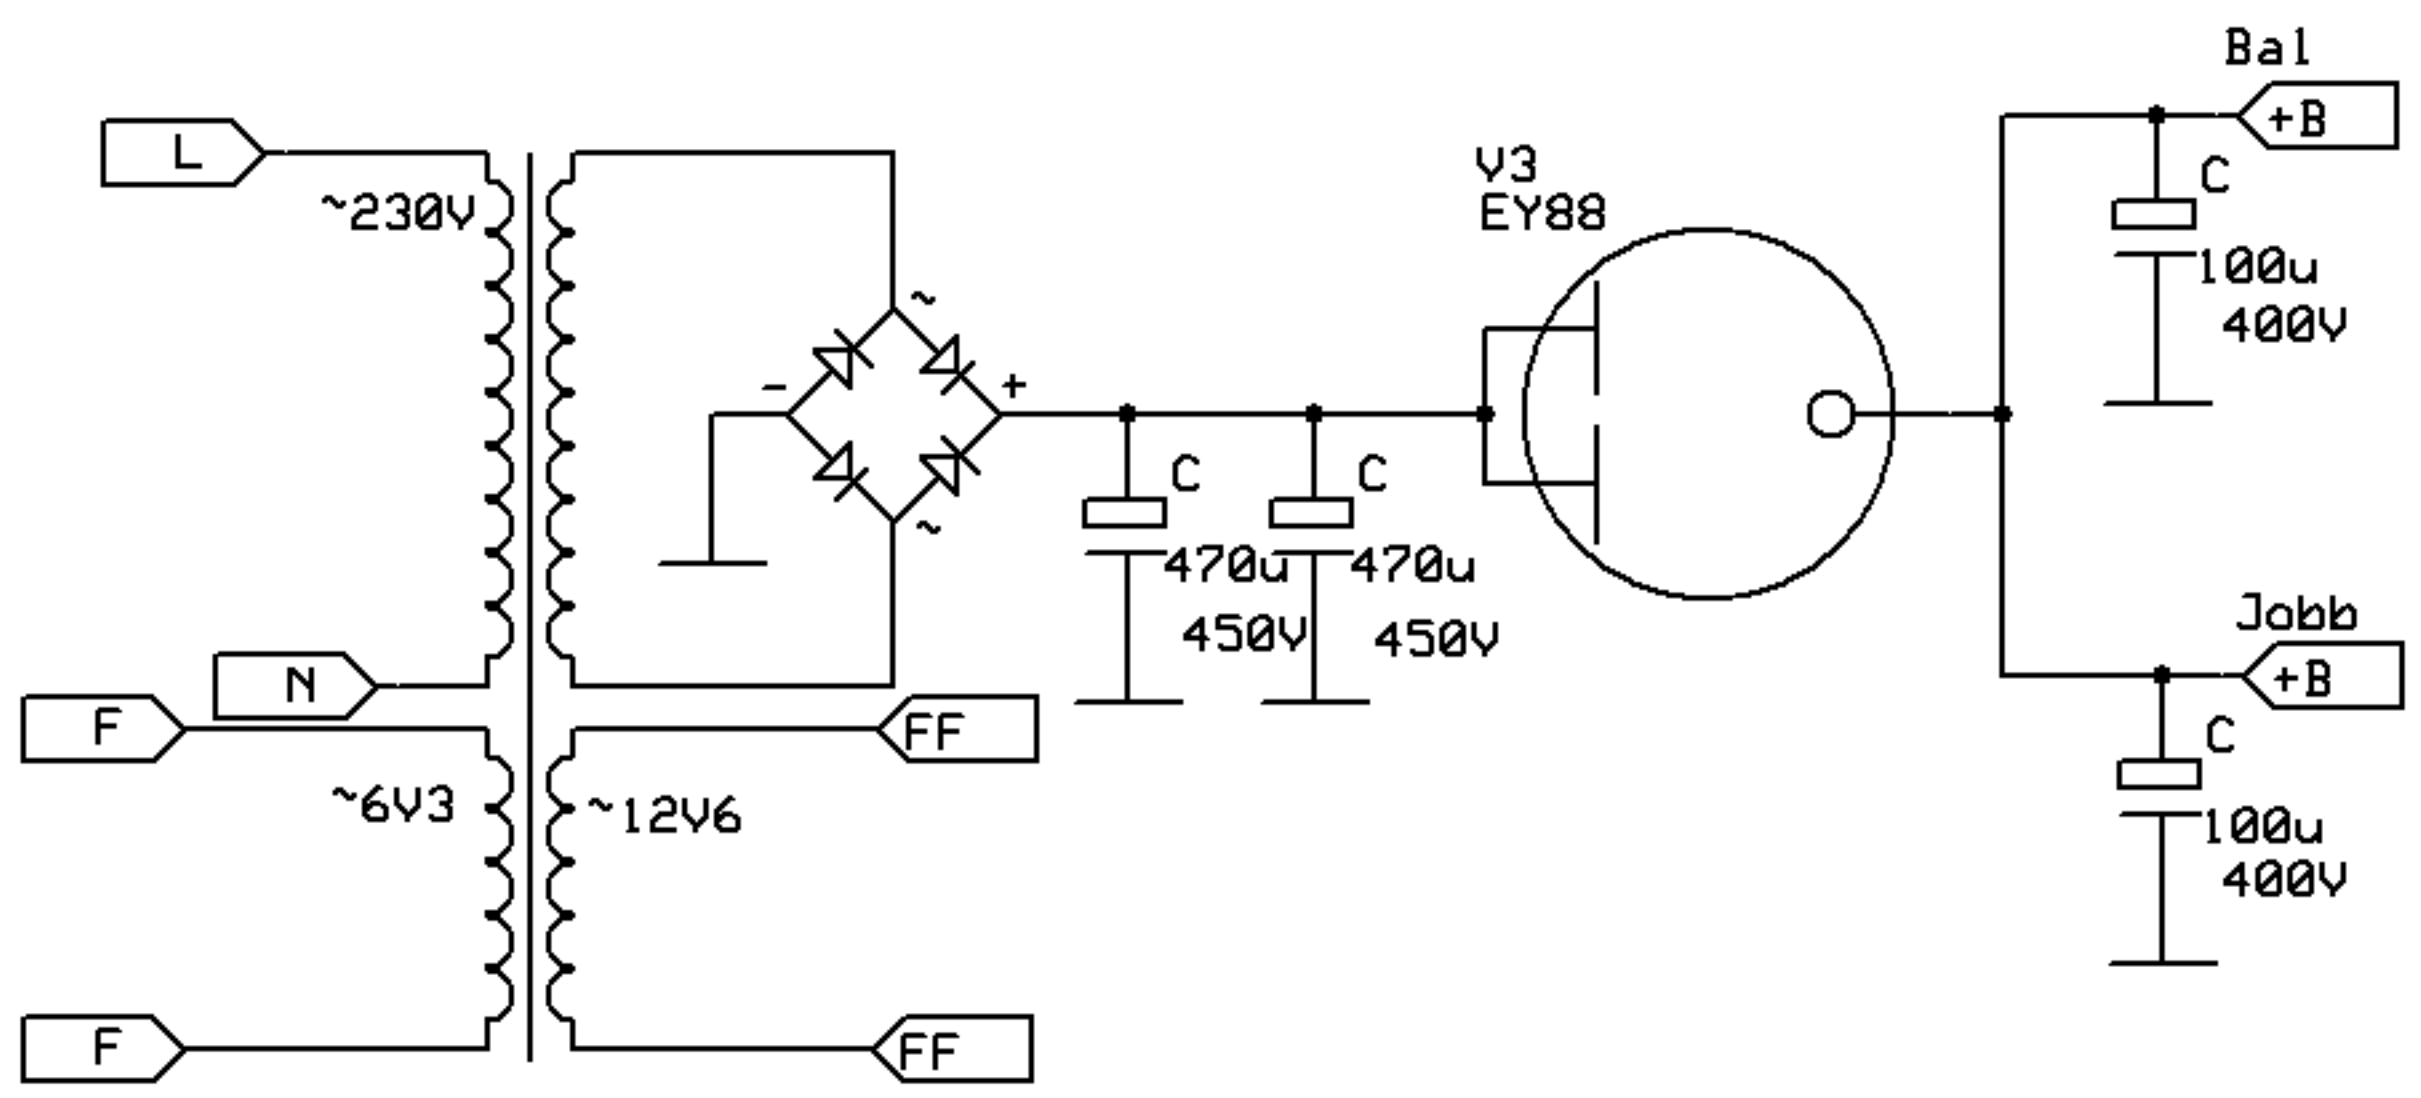 Bal
+B
L
~230V
V3
EY88
C
100u
400V
~
-
+
~
C
470u
450V
C
470u
450V
N
F
FF
~6V3
~12V6
Jobb
+B
C
100u
400V
F
FF